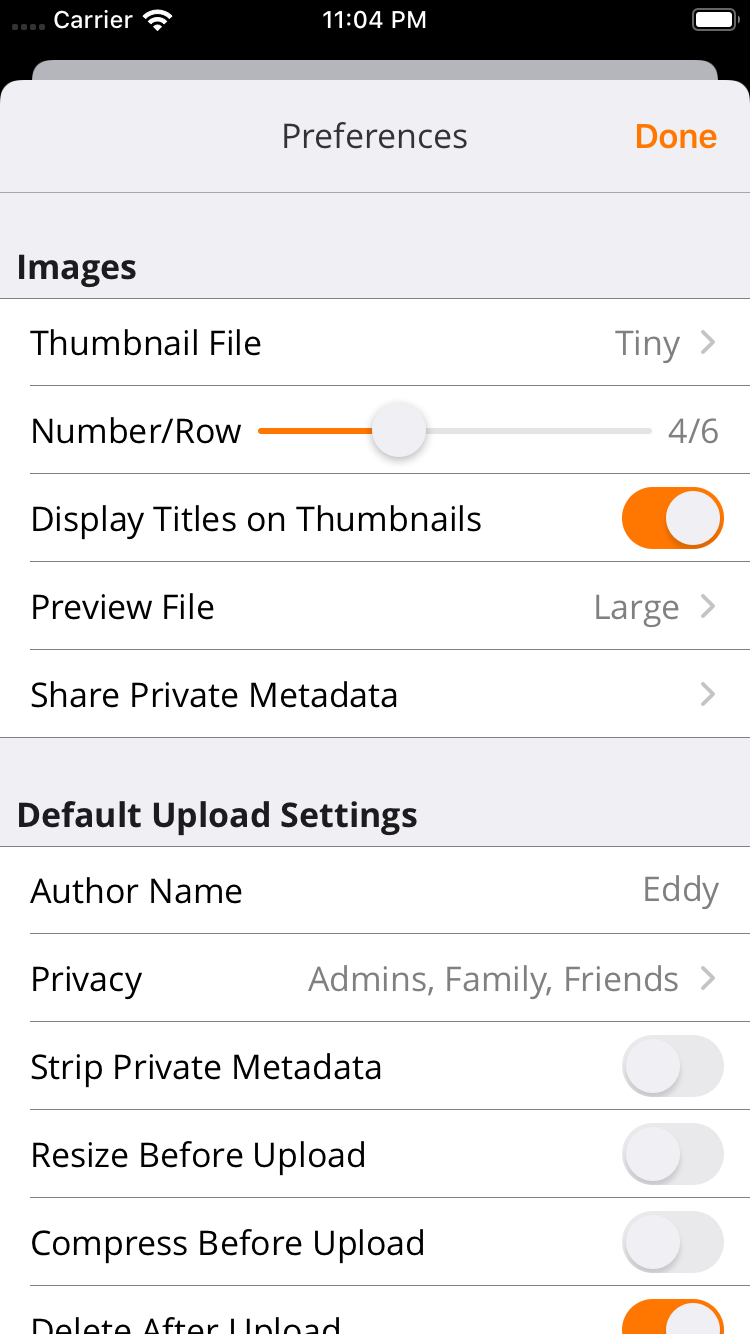 Carrier 11:04 PM
Preferences Done
Images
Thumbnail File Tiny
Number/Row 4/6
Display Titles on Thumbnails
Preview File Large
Share Private Metadata
Default Upload Settings
Author Name Eddy
Privacy Admins, Family, Friends
Strip Private Metadata
Resize Before Upload
Compress Before Upload
Delete After Upload